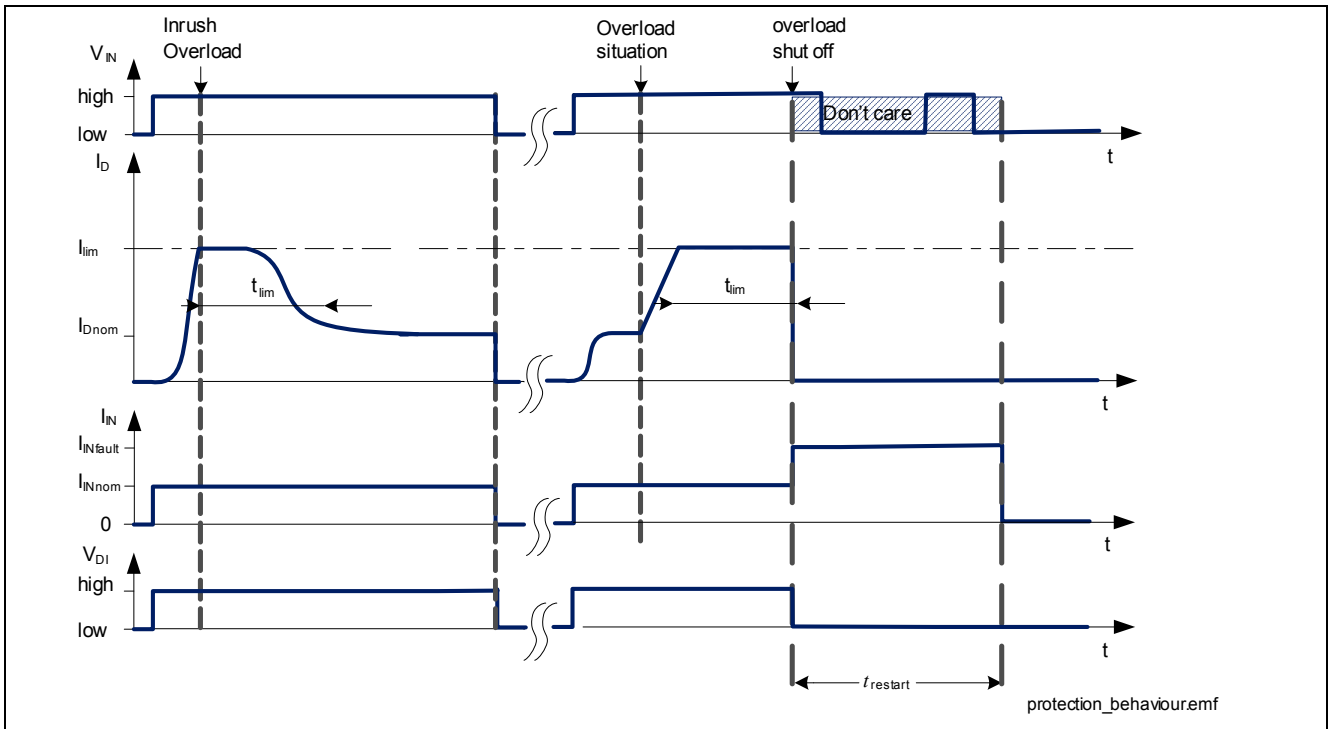 Inrush
Overload
Overload
situation
overload
shut off
V_IN
high
low
Don't care
t
I_D
I_lim
t_lim
t_lim
I_Dnom
t
I_IN
I_INfault
I_INnom
0
t
V_DI
high
low
t
t_restart
protection_behaviour.emf